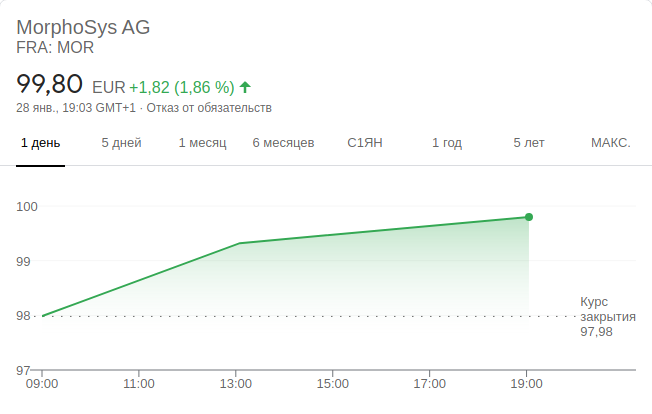 MorphoSys AG
FRA: MOR
99,80 EUR +1,82 (1,86 %) ↑
28 янв., 19:03 GMT+1 · Отказ от обязательств
1 день 5 дней 1 месяц 6 месяцев С1ЯН 1 год 5 лет МАКС.
100
99
98
97
Курс
закрытия
97,98
09:00 11:00 13:00 15:00 17:00 19:00